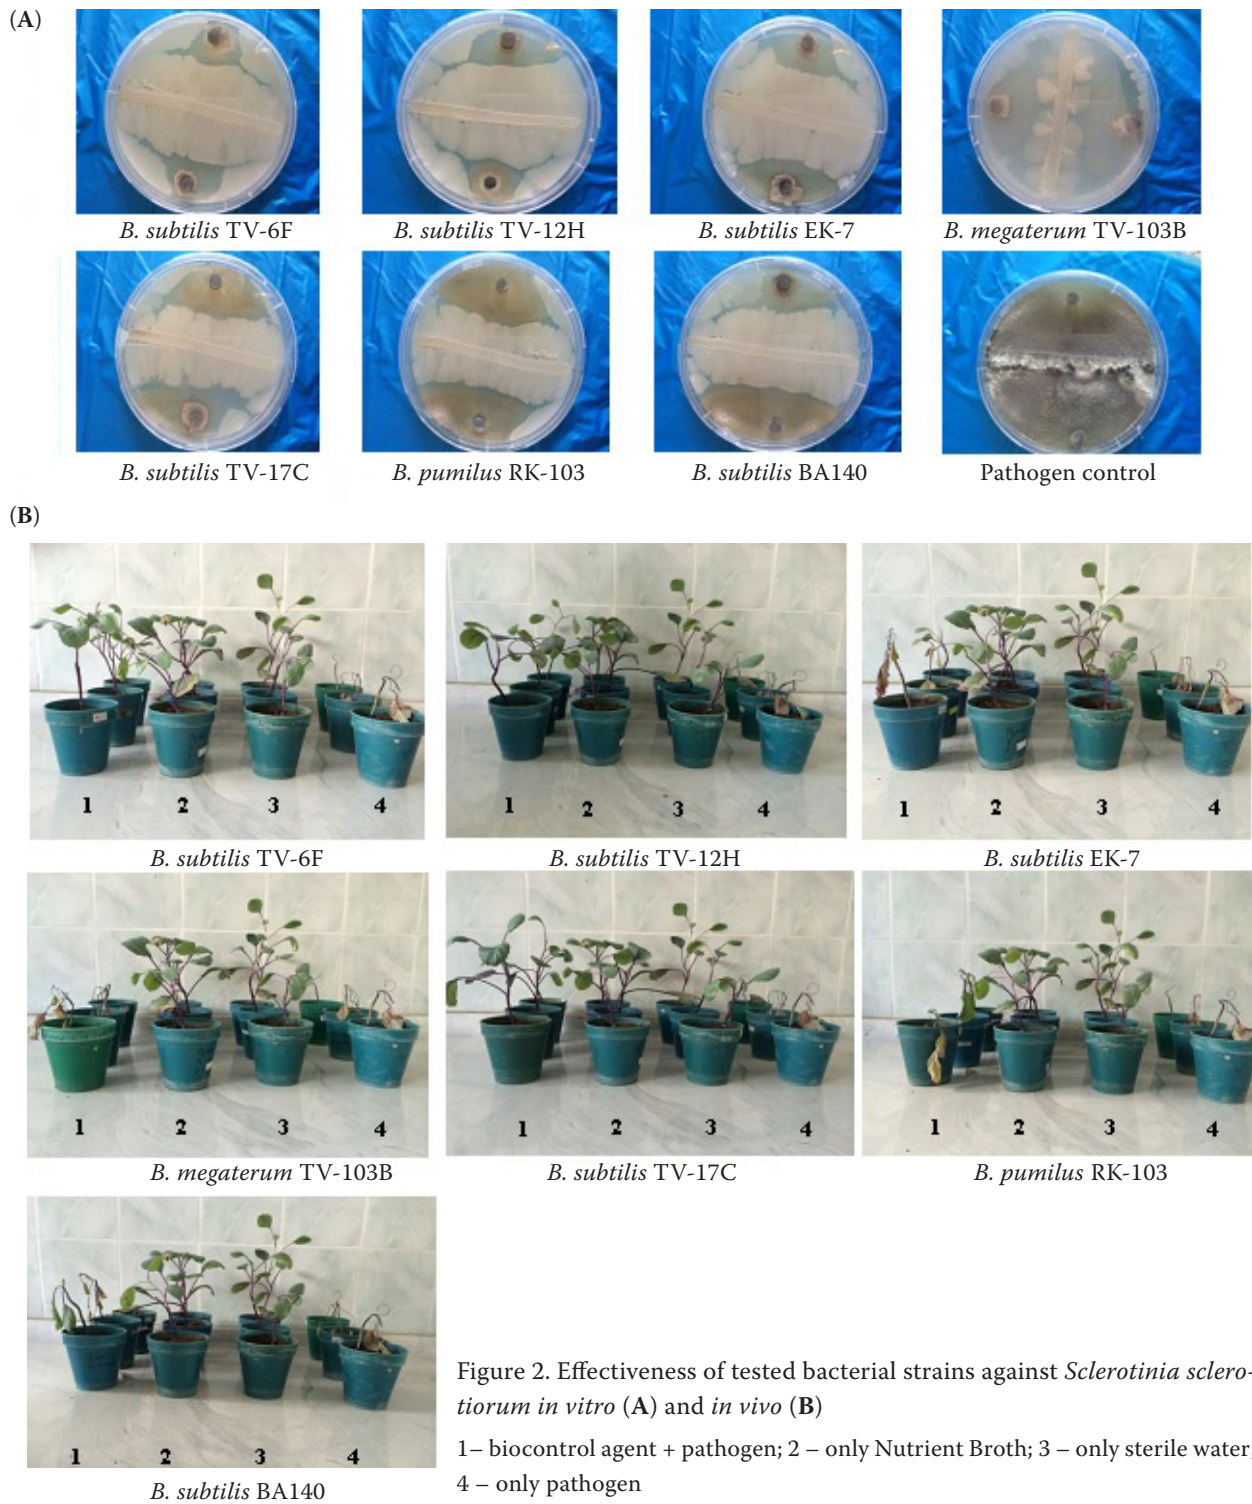 (A)
B. subtilis TV-6F
B. subtilis TV-12H
B. subtilis EK-7
B. megaterum TV-103B
B. subtilis TV-17C
B. pumilus RK-103
B. subtilis BA140
Pathogen control
(B)
1 2 3 4
1 2 3 4
1 2 3 4
B. subtilis TV-6F
B. subtilis TV-12H
B. subtilis EK-7
1 2 3 4
1 2 3 4
1 2 3 4
B. megaterum TV-103B
B. subtilis TV-17C
B. pumilus RK-103
1 2 3 4
B. subtilis BA140
Figure 2. Effectiveness of tested bacterial strains against Sclerotinia sclero-
tiorum in vitro (A) and in vivo (B)
1– biocontrol agent + pathogen; 2 – only Nutrient Broth; 3 – only sterile water;
4 – only pathogen